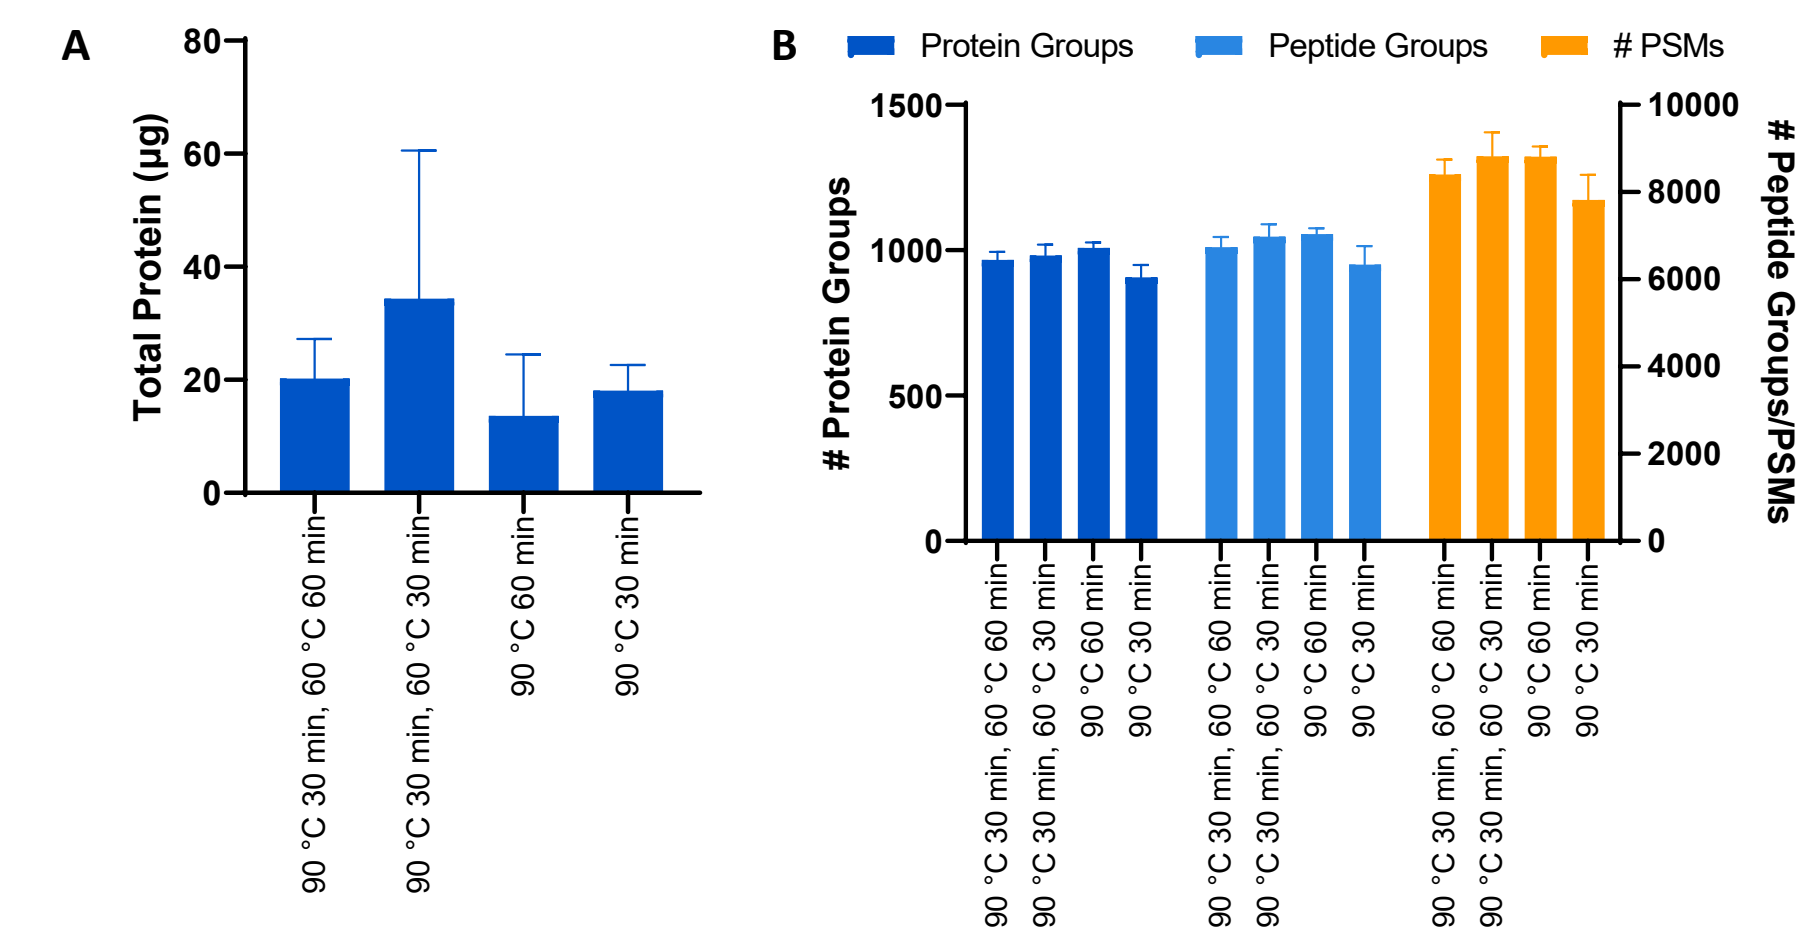 A
80
60
40
20
0
Total Protein (µg)
90 °C 30 min, 60 °C 60 min
90 °C 30 min, 60 °C 30 min
90 °C 60 min
90 °C 30 min
B
Protein Groups
Peptide Groups
# PSMs
1500
1000
500
0
# Protein Groups
10000
8000
6000
4000
2000
0
# Peptide Groups/PSMs
90 °C 30 min, 60 °C 60 min
90 °C 30 min, 60 °C 30 min
90 °C 60 min
90 °C 30 min
90 °C 30 min, 60 °C 60 min
90 °C 30 min, 60 °C 30 min
90 °C 60 min
90 °C 30 min
90 °C 30 min, 60 °C 60 min
90 °C 30 min, 60 °C 30 min
90 °C 60 min
90 °C 30 min